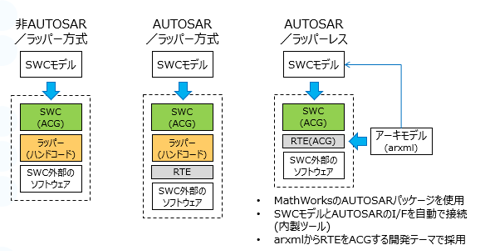 非AUTOSAR
／ラッパー方式
SWCモデル
SWC
(ACG)
ラッパー
(ハンドコード)
SWC外部の
ソフトウェア
AUTOSAR
／ラッパー方式
SWCモデル
SWC
(ACG)
ラッパー
(ハンドコード)
RTE
SWC外部の
ソフトウェア
AUTOSAR
／ラッパーレス
SWCモデル
SWC
(ACG)
RTE(ACG)
SWC外部の
ソフトウェア
アーキモデル
(arxml)
• MathWorksのAUTOSARパッケージを使用
• SWCモデルとAUTOSARのI/Fを自動で接続
(内製ツール)
• arxmlからRTEをACGする開発テーマで採用